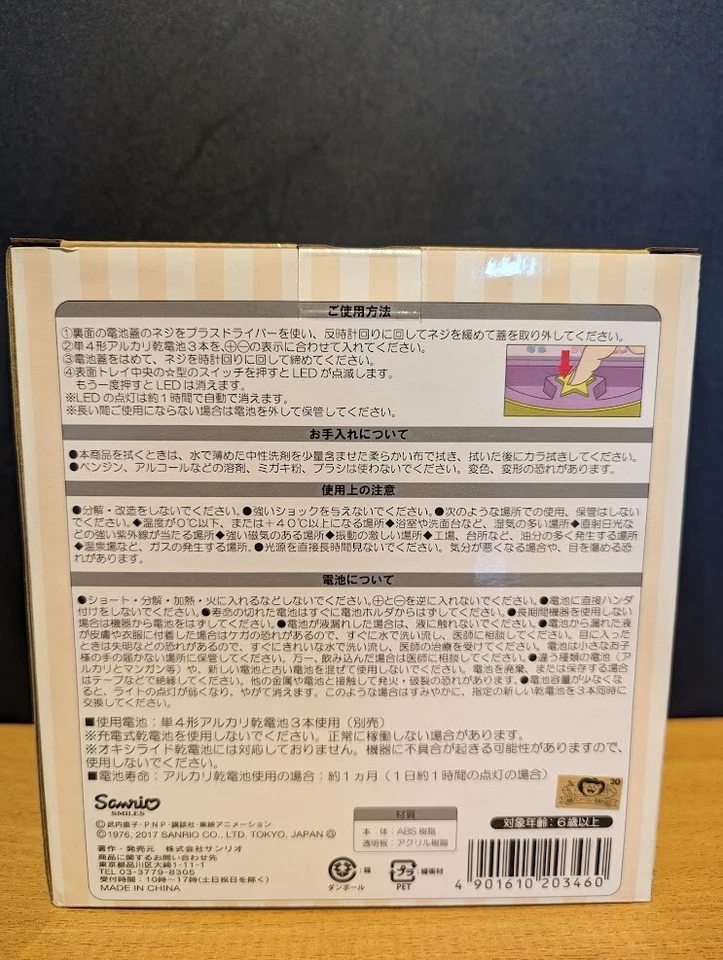 ご使用方法
①裏面の電池蓋のネジをプラスドライバーを使い、反時計回りに回してネジを緩めて蓋を取り外してください。
②単4形アルカリ乾電池3本を、⊕⊖の表示に合わせて入れてください。
③電池蓋をはめて、ネジを時計回りに回して締めてください。
④表面トレイ中央の☆型のスイッチを押すとLEDが点滅します。
もう一度押すとLEDは消えます。
※LEDの点灯は約1時間で自動で消えます。
※長い間ご使用にならない場合は電池を外して保管してください。
お手入れについて
●本商品を拭くときは、水で薄めた中性洗剤を少量含ませた柔らかい布で拭き、拭いた後にカラ拭きしてください。
●ベンジン、アルコールなどの溶剤、ミガキ粉、ブラシは使わないでください。変色、変形の恐れがあります。
使用上の注意
●分解・改造をしないでください。●強いショックを与えないでください。●次のような場所での使用、保管はしない
でください。◆温度が0℃以下、または+40℃以上になる場所◆浴室や洗面台など、湿気の多い場所◆直射日光な
どの強い紫外線が当たる場所◆強い磁気のある場所◆振動の激しい場所◆工場、台所など、油分の多く発生する場所
◆温泉場など、ガスの発生する場所。●光源を直接長時間見ないでください。気分が悪くなる場合や、目を傷める恐
れがあります。
電池について
●ショート・分解・加熱・火に入れるなどしないでください。⊕と⊖を逆に入れないでください。●電池に直接ハンダ
付けをしないでください。●寿命の切れた電池はすぐに電池ホルダからはずしてください。●長期間機器を使用しない
場合は機器から電池をはずしてください。●電池が液漏れした場合は、液に触れないでください。●電池から漏れた液
が皮膚や衣服に付着した場合はケガの恐れがあるので、すぐに水で洗い流し、医師に相談してください。目に入った
ときは失明などの恐れがあるので、すぐにきれいな水で洗い流し、医師の治療を受けてください。電池は小さなお子
様の手の届かない場所に保管してください。万一、飲み込んだ場合は医師に相談してください。●違う種類の電池（ア
ルカリとマンガン等）や、新しい電池と古い電池を混ぜて使用しないでください。電池を廃棄、または保存する場合
はテープなどで絶縁してください。他の金属や電池と接触して発火・破裂の恐れがあります。●電池容量が少なくな
ると、ライトの点灯が弱くなり、やがて消えます。このような場合はすみやかに、指定の新しい乾電池を3本同時に
交換してください。
■使用電池：単4形アルカリ乾電池3本使用（別売）
※充電式乾電池を使用しないでください。正常に稼働しない場合があります。
※オキシライド乾電池には対応しておりません。機器に不具合が起きる可能性がありますので、
使用しないでください。
■電池寿命：アルカリ乾電池使用の場合：約1ヵ月（1日約1時間の点灯の場合）
Sanrio
SMILES
©武内直子・PNP・講談社・東映アニメーション
©1976, 2017 SANRIO CO., LTD. TOKYO, JAPAN Ⓖ
著作・発売元 株式会社サンリオ
商品に関するお問い合わせ先
東京都品川区大崎1-11-1
TEL 03-3779-8305
受付時間：10時～17時(土日祝日を除く)
MADE IN CHINA
材質
本体：ABS樹脂
透明板：アクリル樹脂
：箱
ダンボール
プラ
：緩衝材
PET
20
対象年齢：6歳以上
4 901610 203460